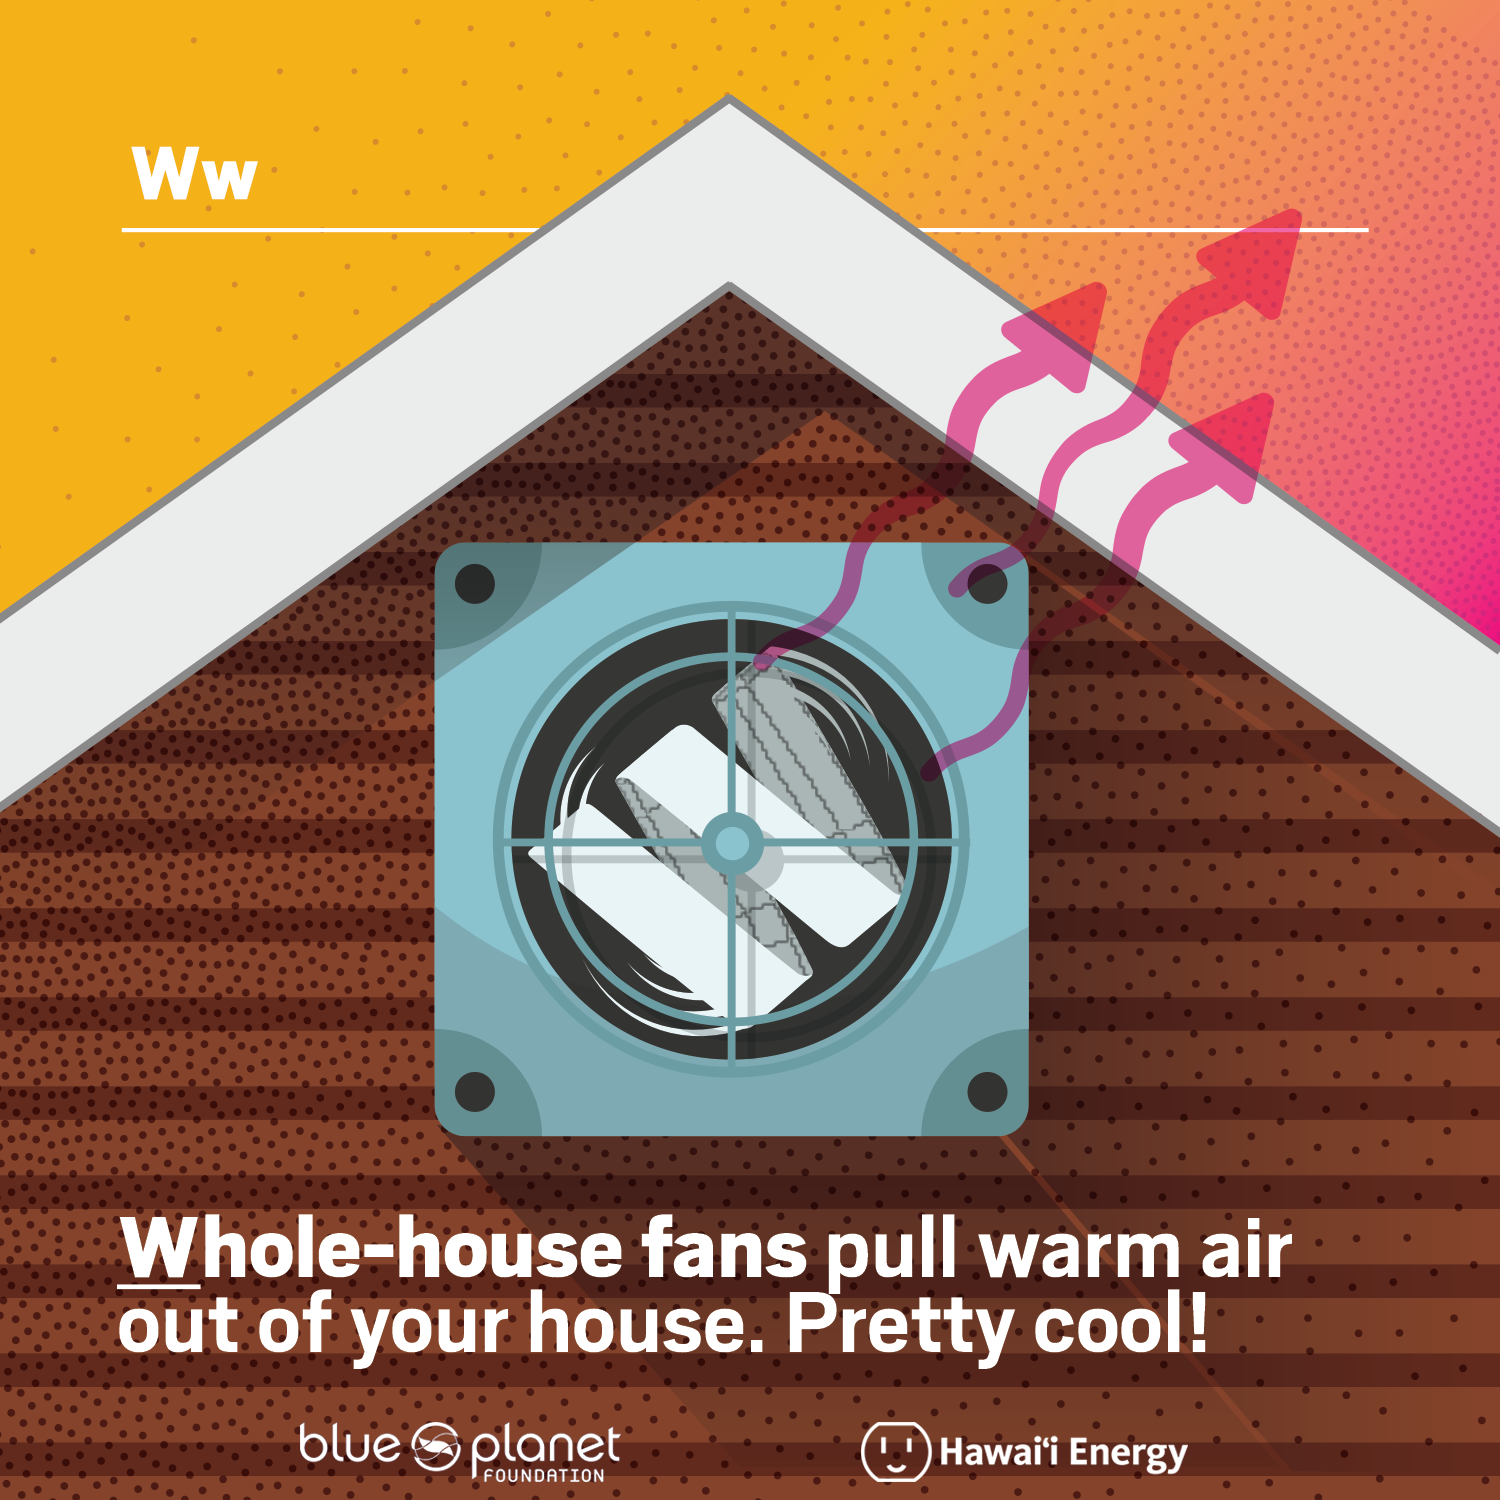 Ww
Whole-house fans pull warm air
out of your house. Pretty cool!
blue planet
FOUNDATION
Hawai‘i Energy